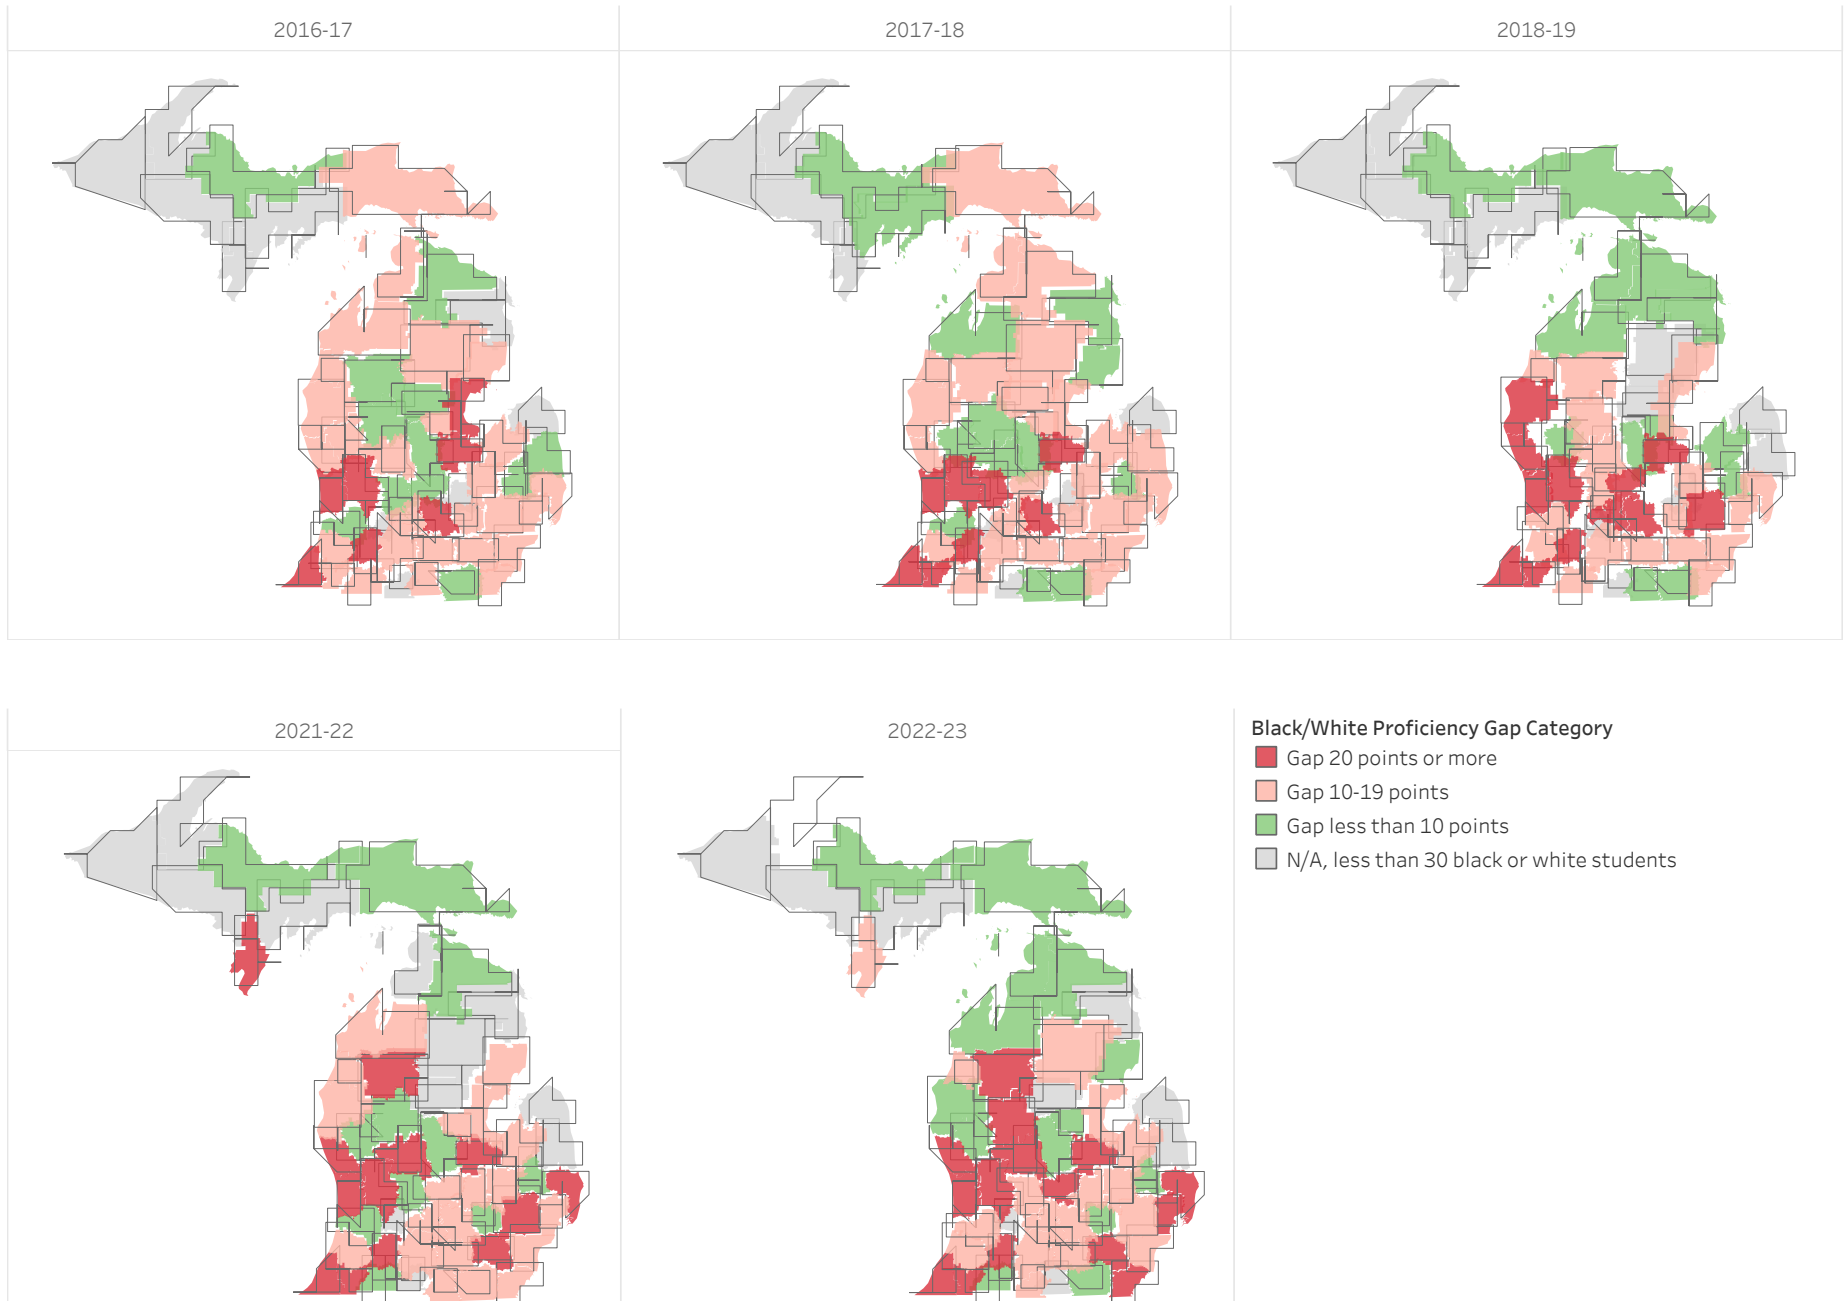 2016-17
2017-18
2018-19
2021-22
2022-23
Black/White Proficiency Gap Category
Gap 20 points or more
Gap 10-19 points
Gap less than 10 points
N/A, less than 30 black or white students